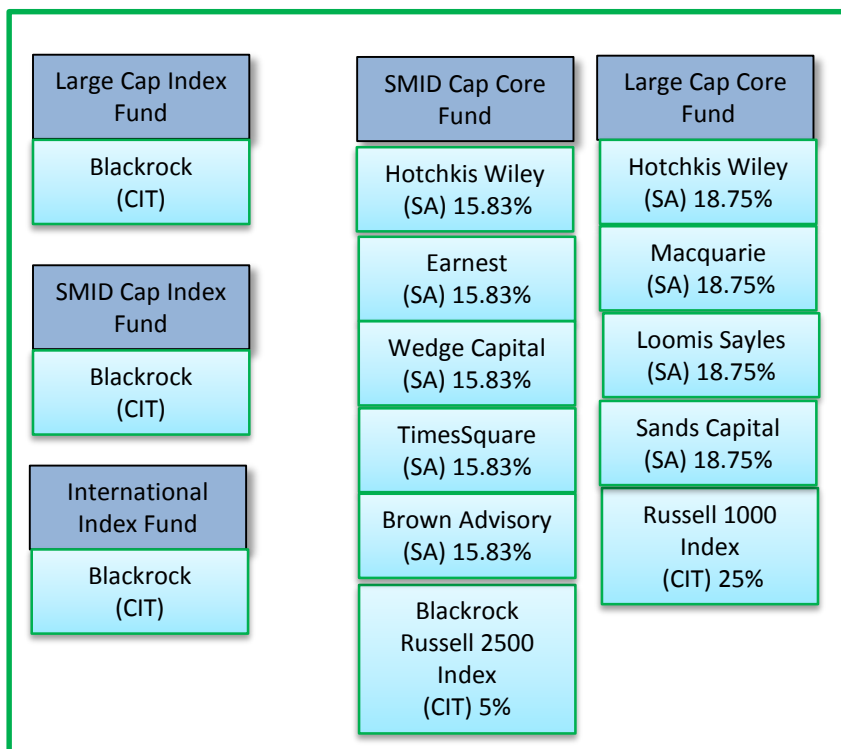 Large Cap Index
Fund
Blackrock
(CIT)
SMID Cap Index
Fund
Blackrock
(CIT)
International
Index Fund
Blackrock
(CIT)
SMID Cap Core
Fund
Hotchkis Wiley
(SA) 15.83%
Earnest
(SA) 15.83%
Wedge Capital
(SA) 15.83%
TimesSquare
(SA) 15.83%
Brown Advisory
(SA) 15.83%
Blackrock
Russell 2500
Index
(CIT) 5%
Large Cap Core
Fund
Hotchkis Wiley
(SA) 18.75%
Macquarie
(SA) 18.75%
Loomis Sayles
(SA) 18.75%
Sands Capital
(SA) 18.75%
Russell 1000
Index
(CIT) 25%